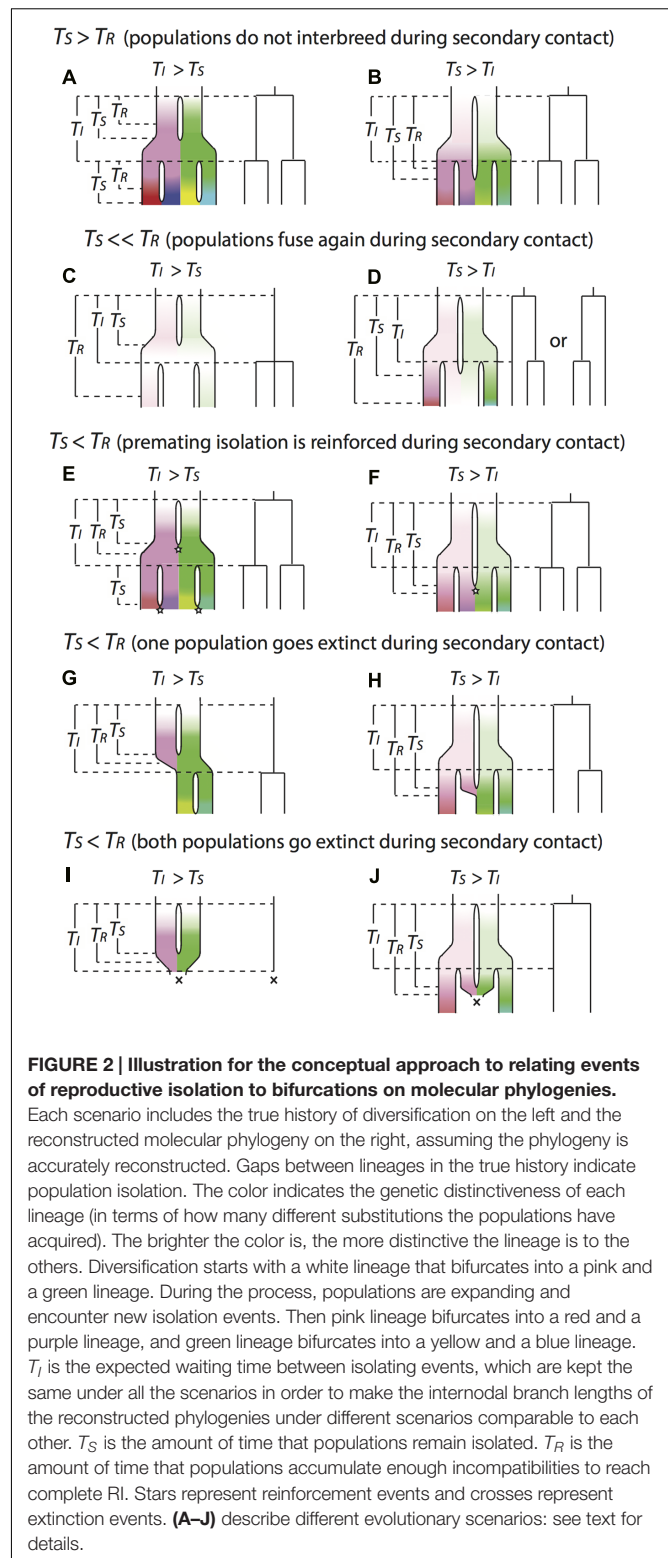 TS > TR (populations do not interbreed during secondary contact)
A TI > TS B TS > TI
TI TS TR TI TS TR
TS TR
TS << TR (populations fuse again during secondary contact)
C TI > TS D TS > TI
TR TI TS TR TS TI or
TS < TR (premating isolation is reinforced during secondary contact)
E TI > TS F TS > TI
TI TR TS TI TR TS
TS
TS < TR (one population goes extinct during secondary contact)
G TI > TS H TS > TI
TI TR TS TI TR TS
TS < TR (both populations go extinct during secondary contact)
I TI > TS J TS > TI
TI TR TS TI TR TS
FIGURE 2 | Illustration for the conceptual approach to relating events
of reproductive isolation to bifurcations on molecular phylogenies.
Each scenario includes the true history of diversification on the left and the
reconstructed molecular phylogeny on the right, assuming the phylogeny is
accurately reconstructed. Gaps between lineages in the true history indicate
population isolation. The color indicates the genetic distinctiveness of each
lineage (in terms of how many different substitutions the populations have
acquired). The brighter the color is, the more distinctive the lineage is to the
others. Diversification starts with a white lineage that bifurcates into a pink and
a green lineage. During the process, populations are expanding and
encounter new isolation events. Then pink lineage bifurcates into a red and a
purple lineage, and green lineage bifurcates into a yellow and a blue lineage.
TI is the expected waiting time between isolating events, which are kept the
same under all the scenarios in order to make the internodal branch lengths of
the reconstructed phylogenies under different scenarios comparable to each
other. TS is the amount of time that populations remain isolated. TR is the
amount of time that populations accumulate enough incompatibilities to reach
complete RI. Stars represent reinforcement events and crosses represent
extinction events. (A–J) describe different evolutionary scenarios: see text for
details.